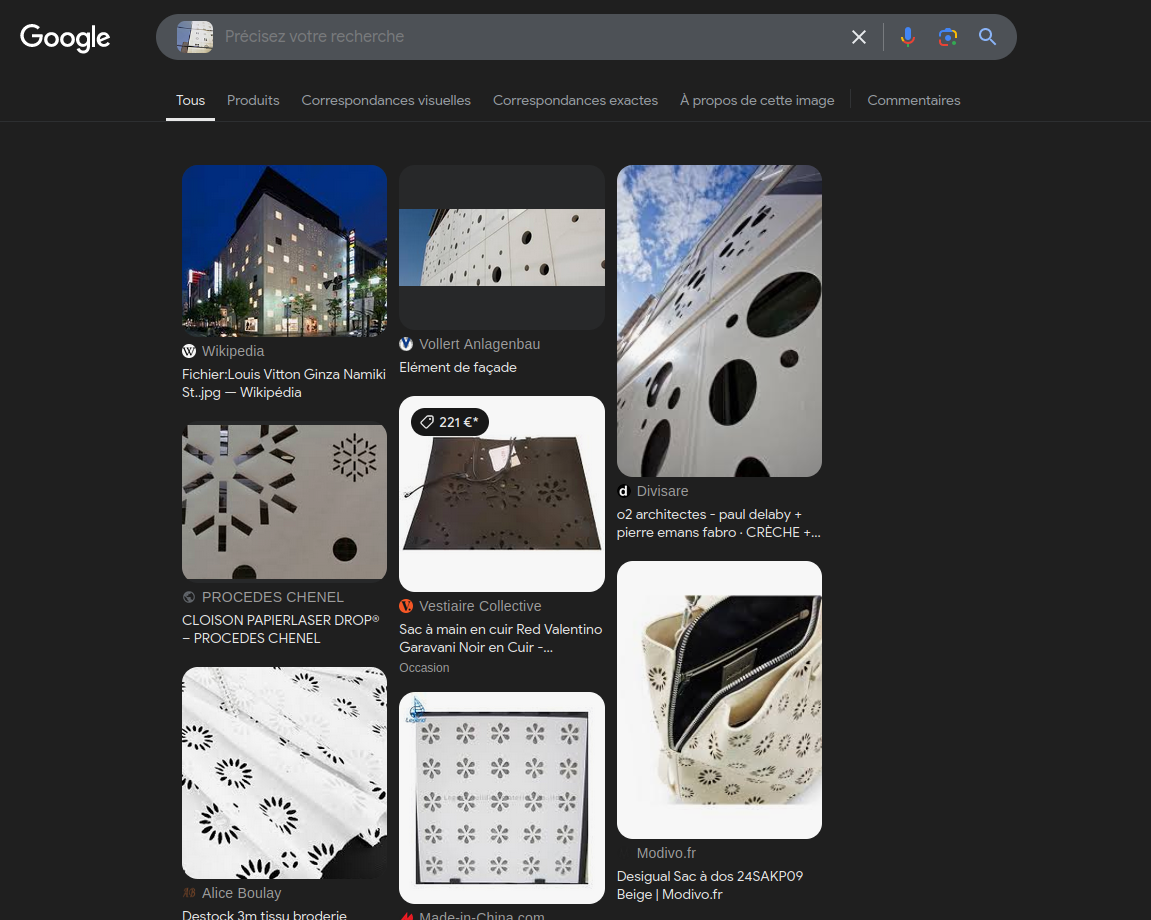 Google
Précisez votre recherche
Tous
Produits
Correspondances visuelles
Correspondances exactes
À propos de cette image
Commentaires
Wikipedia
Fichier:Louis Vitton Ginza Namiki
St..jpg — Wikipédia
PROCEDES CHENEL
CLOISON PAPIERLASER DROP®
– PROCEDES CHENEL
Alice Boulay
Destock 3m tissu broderie
Vollert Anlagenbau
Elément de façade
221 €*
Vestiaire Collective
Sac à main en cuir Red Valentino
Garavani Noir en Cuir -...
Occasion
Legend
Made-in-China.com
d Divisare
o2 architectes - paul delaby +
pierre emans fabro · CRÈCHE +...
Modivo.fr
Desigual Sac à dos 24SAKP09
Beige | Modivo.fr